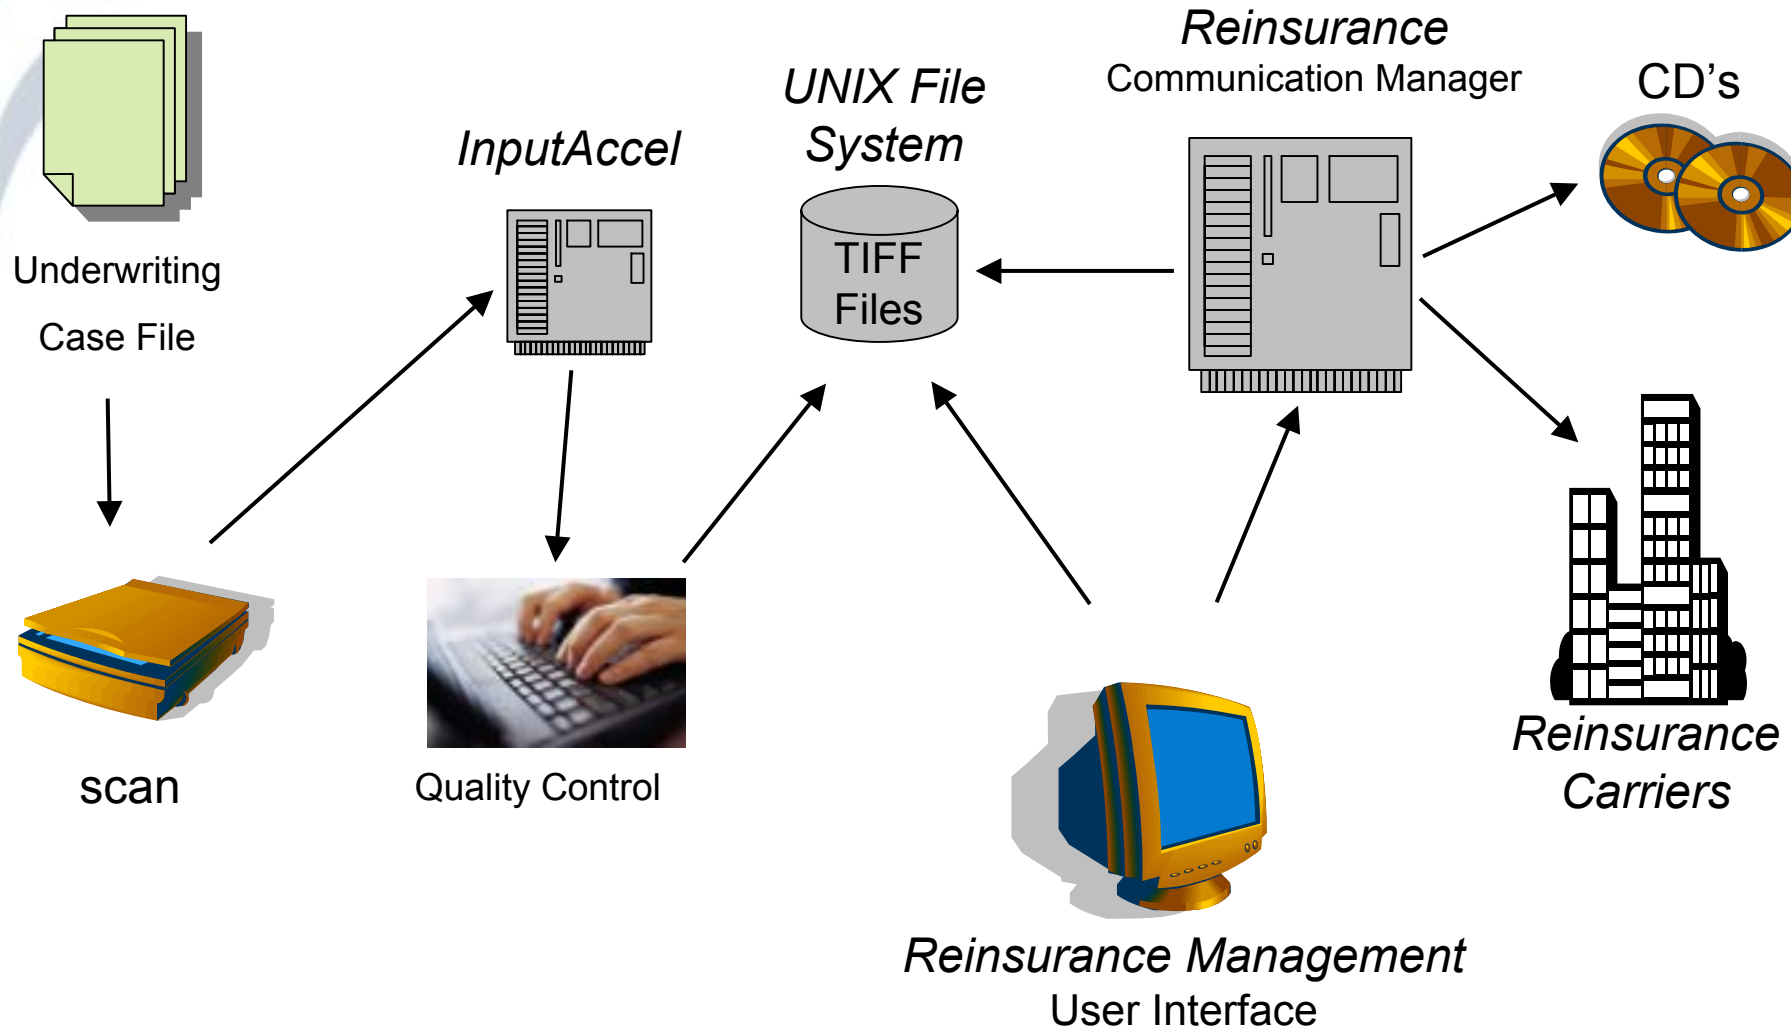 Underwriting
Case File
scan
InputAccel
Quality Control
UNIX File
System
TIFF
Files
Reinsurance
Communication Manager
CD's
Reinsurance
Carriers
Reinsurance Management
User Interface